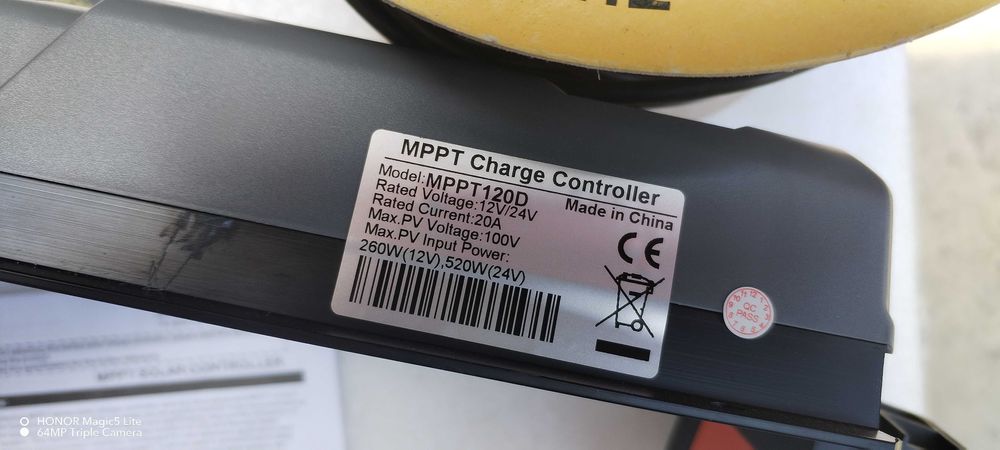 MPPT Charge Controller
Model:MPPT120D
Made in China
Rated Voltage:12V/24V
Rated Current:20A
Max.PV Voltage:100V
Max.PV Input Power:
260W(12V),520W(24V)
CE
QC
PASS
MPPT SOLAR CONTROLLER
HONOR Magic5 Lite
64MP Triple Camera